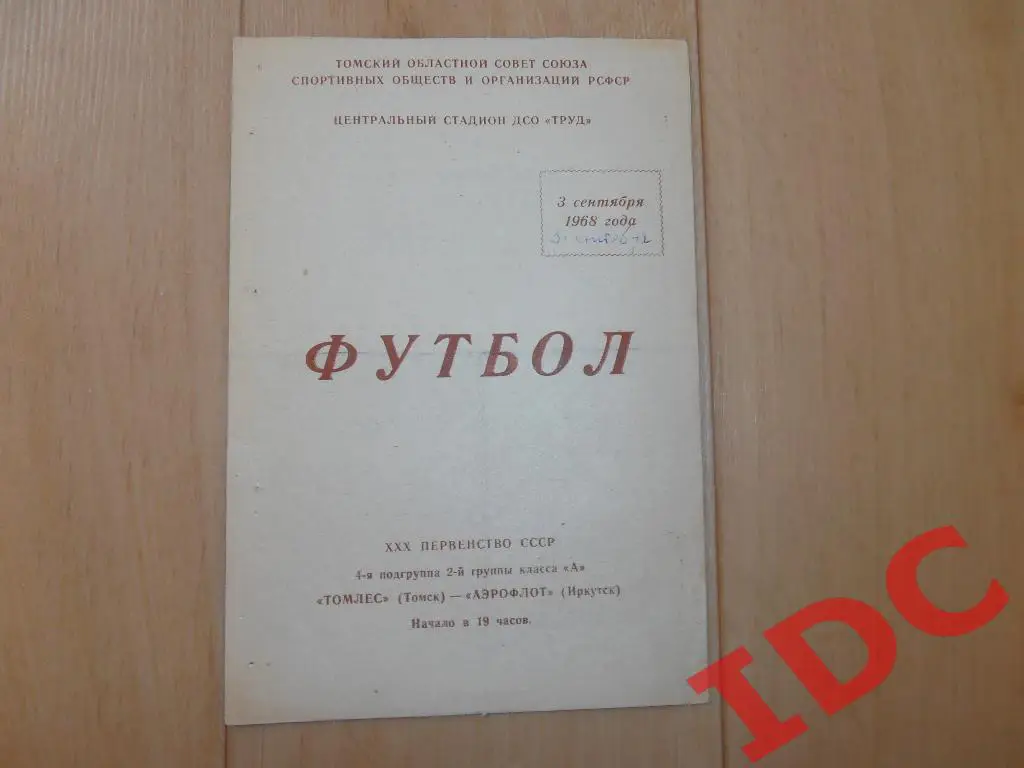 ТОМСКИЙ ОБЛАСТНОЙ СОВЕТ СОЮЗА
СПОРТИВНЫХ ОБЩЕСТВ И ОРГАНИЗАЦИЙ РСФСР
ЦЕНТРАЛЬНЫЙ СТАДИОН ДСО «ТРУД»
3 сентября
1968 года
ФУТБОЛ
XXX ПЕРВЕНСТВО СССР
4-я подгруппа 2-й группы класса «А»
«ТОМЛЕС» (Томск) — «АЭРОФЛОТ» (Иркутск)
Начало в 19 часов.
IDC